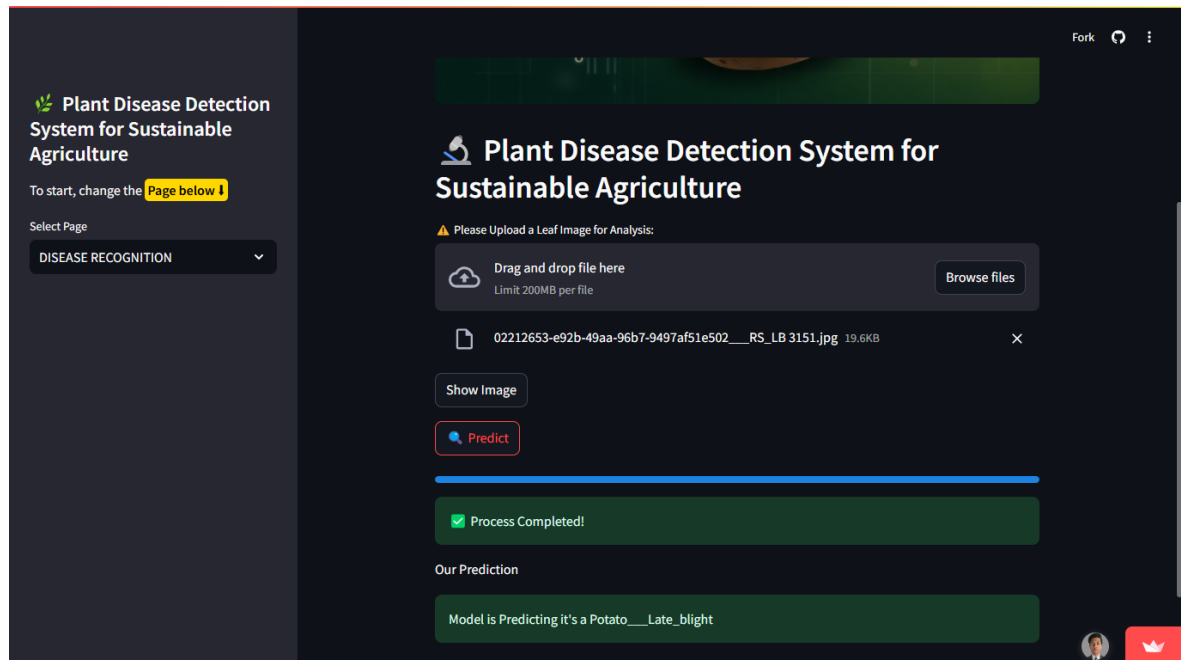 Fork
🌿 Plant Disease Detection
System for Sustainable
Agriculture
To start, change the Page below⬇
Select Page
DISEASE RECOGNITION
🔬 Plant Disease Detection System for
Sustainable Agriculture
⚠️ Please Upload a Leaf Image for Analysis:
Drag and drop file here
Limit 200MB per file
Browse files
02212653-e92b-49aa-96b7-9497af51e502___RS_LB 3151.jpg 19.6KB
Show Image
🔍 Predict
✅ Process Completed!
Our Prediction
Model is Predicting it's a Potato___Late_blight